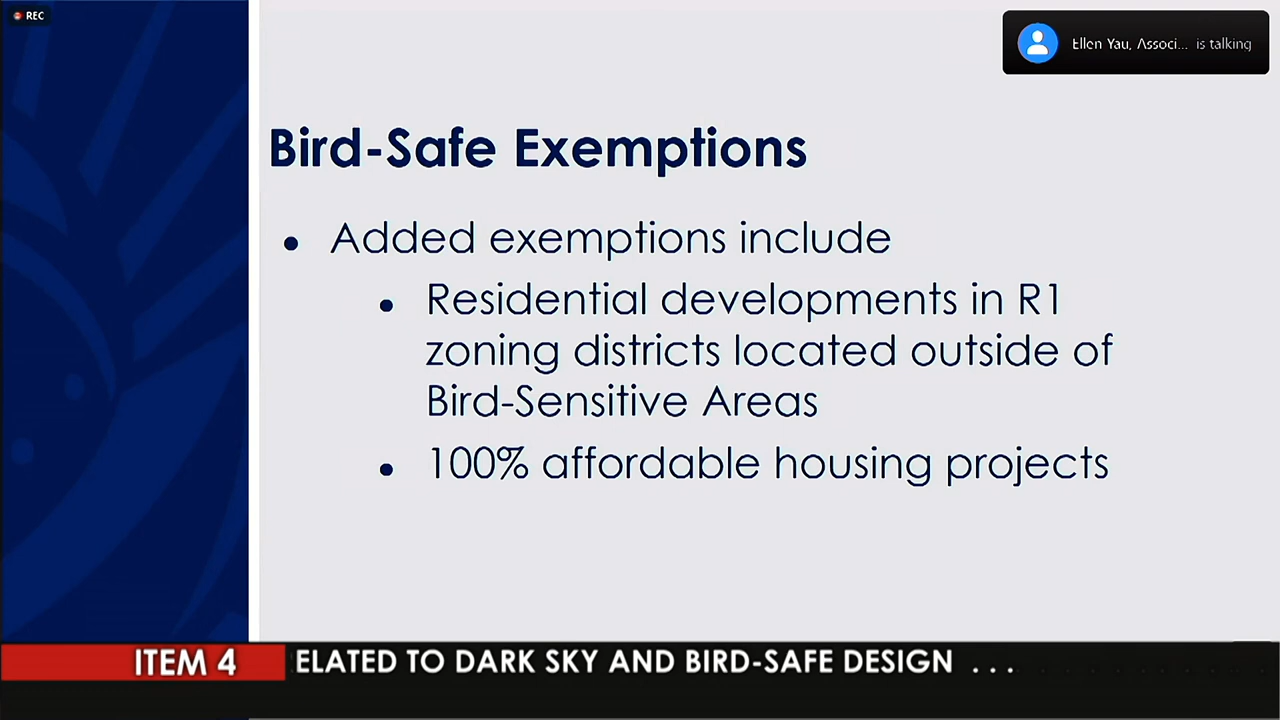 REC
Ellen Yau, Associ... is talking
Bird-Safe Exemptions
• Added exemptions include
• Residential developments in R1
zoning districts located outside of
Bird-Sensitive Areas
• 100% affordable housing projects
ITEM 4
ELATED TO DARK SKY AND BIRD-SAFE DESIGN ...